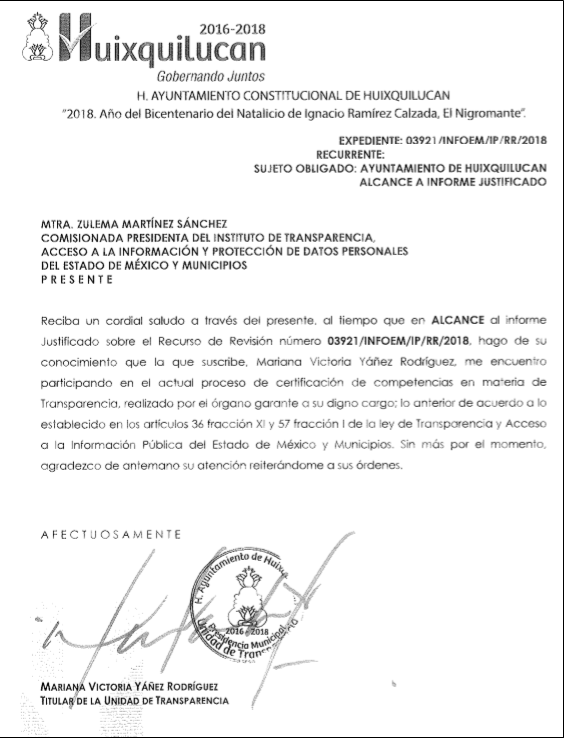 2016-2018
Huixquilucan
Gobernando Juntos
H. AYUNTAMIENTO CONSTITUCIONAL DE HUIXQUILUCAN
"2018. Año del Bicentenario del Natalicio de Ignacio Ramírez Calzada, El Nigromante".
EXPEDIENTE: 03921/INFOEM/IP/RR/2018
RECURRENTE:
SUJETO OBLIGADO: AYUNTAMIENTO DE HUIXQUILUCAN
ALCANCE A INFORME JUSTIFICADO
MTRA. ZULEMA MARTÍNEZ SÁNCHEZ
COMISIONADA PRESIDENTA DEL INSTITUTO DE TRANSPARENCIA,
ACCESO A LA INFORMACIÓN Y PROTECCIÓN DE DATOS PERSONALES
DEL ESTADO DE MÉXICO Y MUNICIPIOS
P R E S E N T E
Reciba un cordial saludo a través del presente, al tiempo que en ALCANCE al informe
Justificado sobre el Recurso de Revisión número 03921/INFOEM/IP/RR/2018, hago de su
conocimiento que la que suscribe, Mariana Victoria Yáñez Rodríguez, me encuentro
participando en el actual proceso de certificación de competencias en materia de
Transparencia, realizado por el órgano garante a su digno cargo; lo anterior de acuerdo a lo
establecido en los artículos 36 fracción XI y 57 fracción I de la ley de Transparencia y Acceso
a la Información Pública del Estado de México y Municipios. Sin más por el momento,
agradezco de antemano su atención reiterándome a sus órdenes.
A F E C T U O S A M E N T E
H. Ayuntamiento de Huix
2016-2018
Presidencia Municipal
Unidad de Trans
MARIANA VICTORIA YÁÑEZ RODRÍGUEZ
TITULAR DE LA UNIDAD DE TRANSPARENCIA